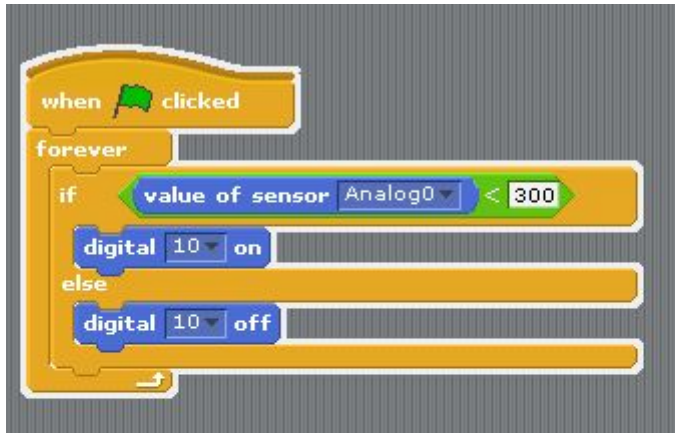 when clicked
forever
if value of sensor Analog0 < 300
digital 10 on
else
digital 10 off